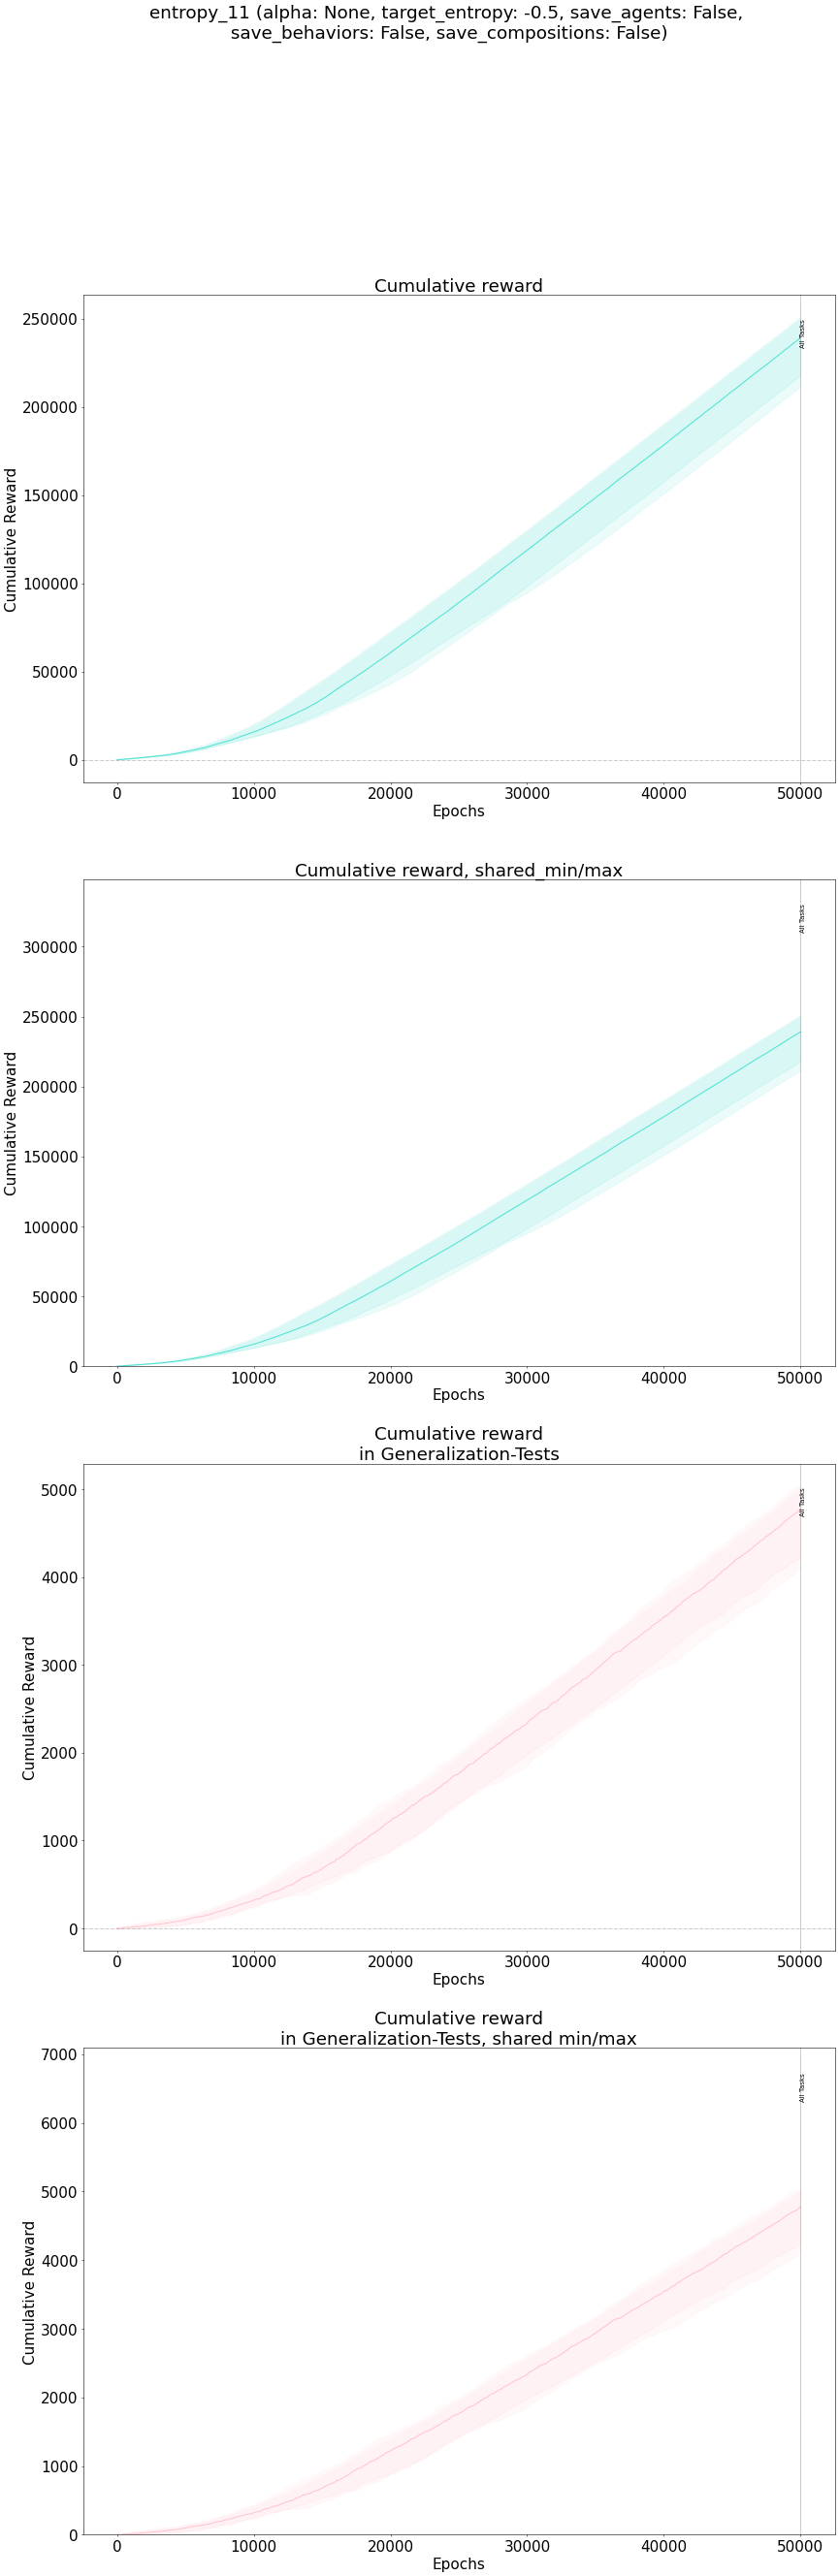 entropy_11 (alpha: None, target_entropy: -0.5, save_agents: False,
save_behaviors: False, save_compositions: False)
Cumulative reward
250000
200000
150000
100000
50000
0
Cumulative Reward
All Tasks
0 10000 20000 30000 40000 50000
Epochs
Cumulative reward, shared_min/max
300000
250000
200000
150000
100000
50000
0
Cumulative Reward
All Tasks
0 10000 20000 30000 40000 50000
Epochs
Cumulative reward
in Generalization-Tests
5000
4000
3000
2000
1000
0
Cumulative Reward
All Tasks
0 10000 20000 30000 40000 50000
Epochs
Cumulative reward
in Generalization-Tests, shared min/max
7000
6000
5000
4000
3000
2000
1000
0
Cumulative Reward
All Tasks
0 10000 20000 30000 40000 50000
Epochs